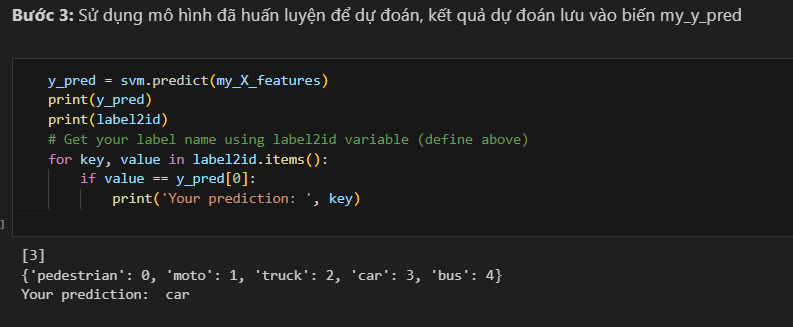 Bước 3: Sử dụng mô hình đã huấn luyện để dự đoán, kết quả dự đoán lưu vào biến my_y_pred
y_pred = svm.predict(my_X_features)
print(y_pred)
print(label2id)
# Get your label name using label2id variable (define above)
for key, value in label2id.items():
    if value == y_pred[0]:
        print('Your prediction: ', key)
]
[3]
{'pedestrian': 0, 'moto': 1, 'truck': 2, 'car': 3, 'bus': 4}
Your prediction:  car